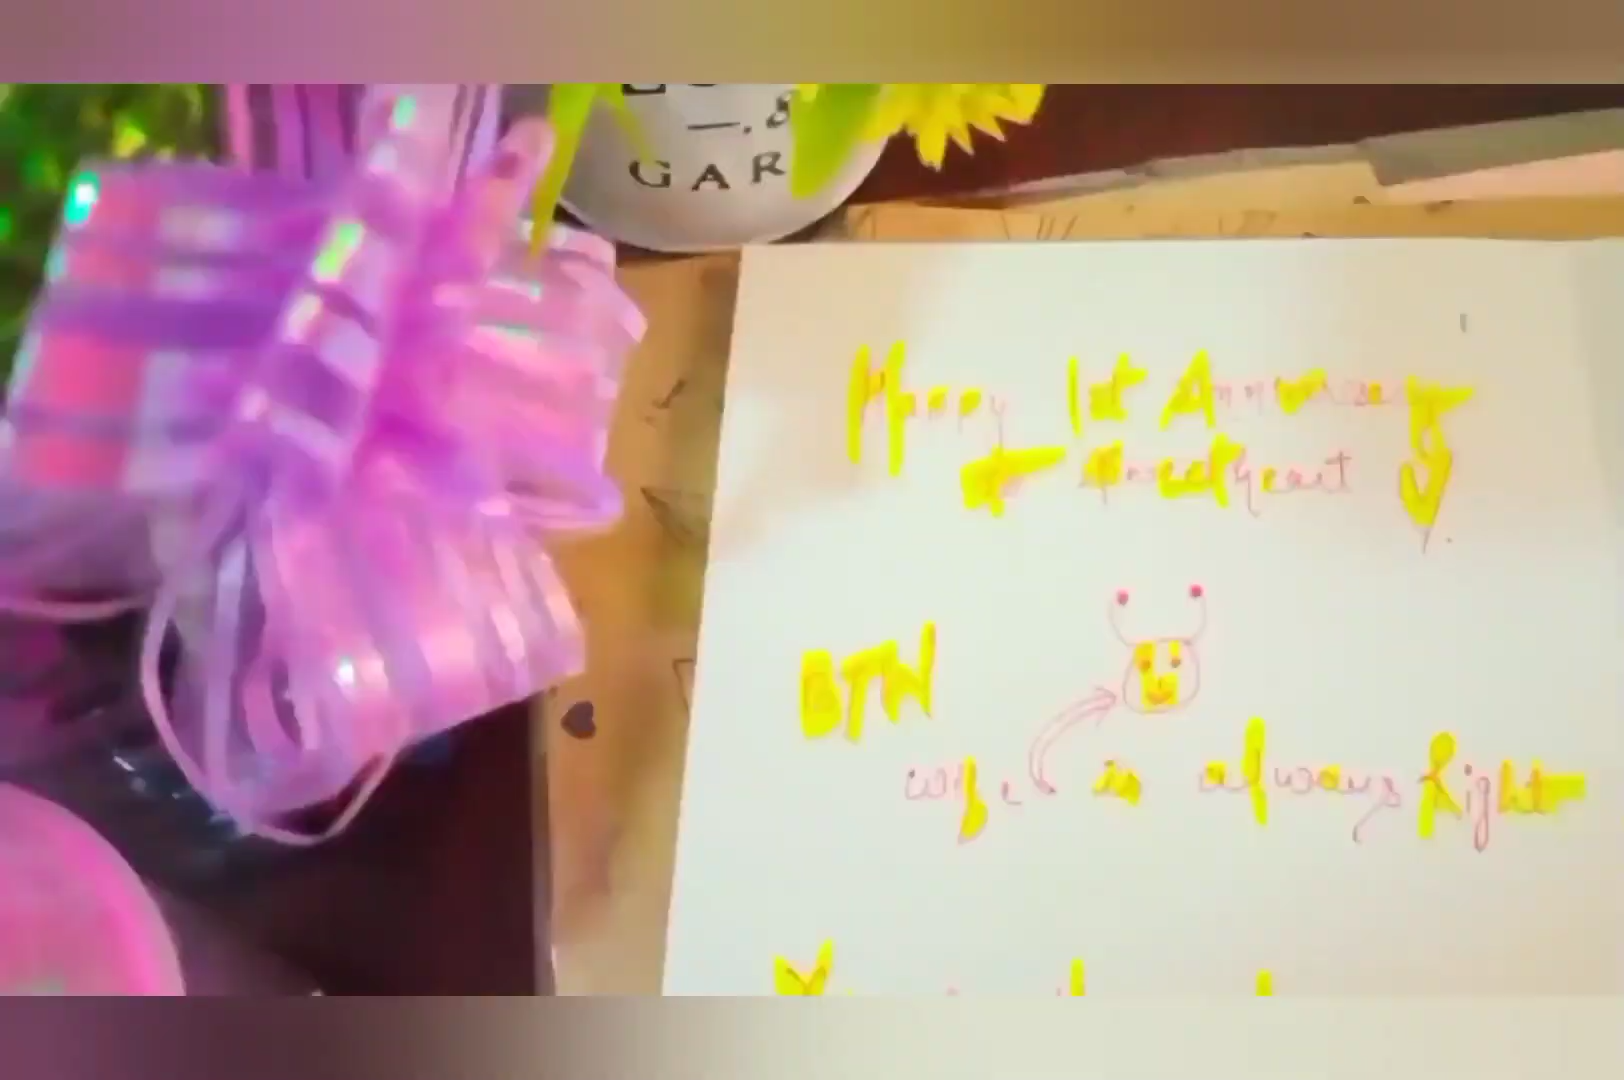 GAR
Happy 1st Anniversary
Sweetheart
BTW
wife is always Right